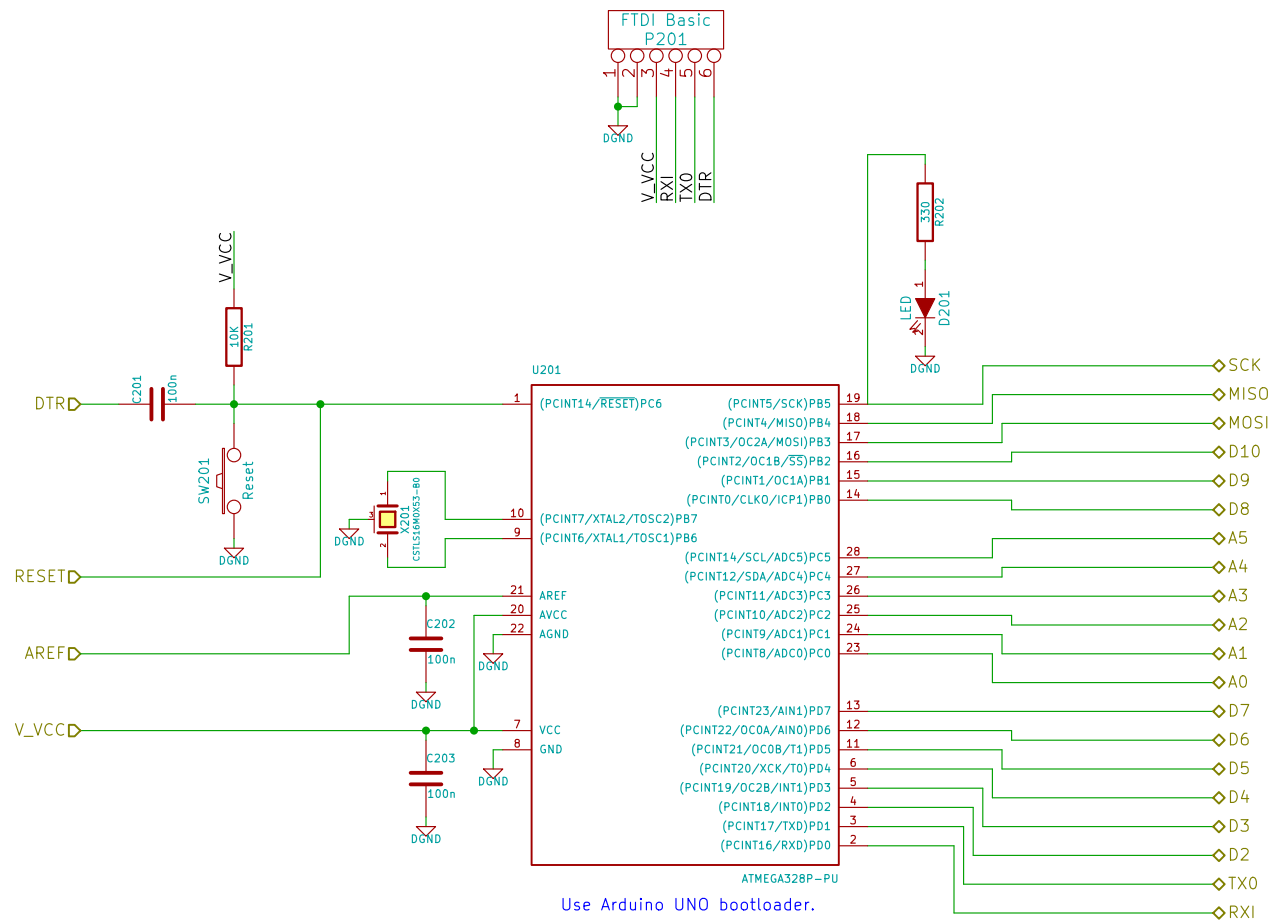 FTDI Basic
P201
1
2
3
4
5
6
DGND
V_VCC
RXI
TX0
DTR
330
R202
1
LED
D201
2
DGND
V_VCC
10K
R201
C201
100n
DTR
SW201
Reset
DGND
RESET
AREF
V_VCC
1
X201
CSTLS16M0X53-B0
3
2
DGND
C202
100n
DGND
C203
100n
DGND
DGND
DGND
U201
1 (PCINT14/RESET)PC6
10 (PCINT7/XTAL2/TOSC2)PB7
9 (PCINT6/XTAL1/TOSC1)PB6
21 AREF
20 AVCC
22 AGND
7 VCC
8 GND
(PCINT5/SCK)PB5 19
(PCINT4/MISO)PB4 18
(PCINT3/OC2A/MOSI)PB3 17
(PCINT2/OC1B/SS)PB2 16
(PCINT1/OC1A)PB1 15
(PCINT0/CLKO/ICP1)PB0 14
(PCINT14/SCL/ADC5)PC5 28
(PCINT12/SDA/ADC4)PC4 27
(PCINT11/ADC3)PC3 26
(PCINT10/ADC2)PC2 25
(PCINT9/ADC1)PC1 24
(PCINT8/ADC0)PC0 23
(PCINT23/AIN1)PD7 13
(PCINT22/OC0A/AIN0)PD6 12
(PCINT21/OC0B/T1)PD5 11
(PCINT20/XCK/T0)PD4 6
(PCINT19/OC2B/INT1)PD3 5
(PCINT18/INT0)PD2 4
(PCINT17/TXD)PD1 3
(PCINT16/RXD)PD0 2
ATMEGA328P-PU
SCK
MISO
MOSI
D10
D9
D8
A5
A4
A3
A2
A1
A0
D7
D6
D5
D4
D3
D2
TX0
RXI
Use Arduino UNO bootloader.